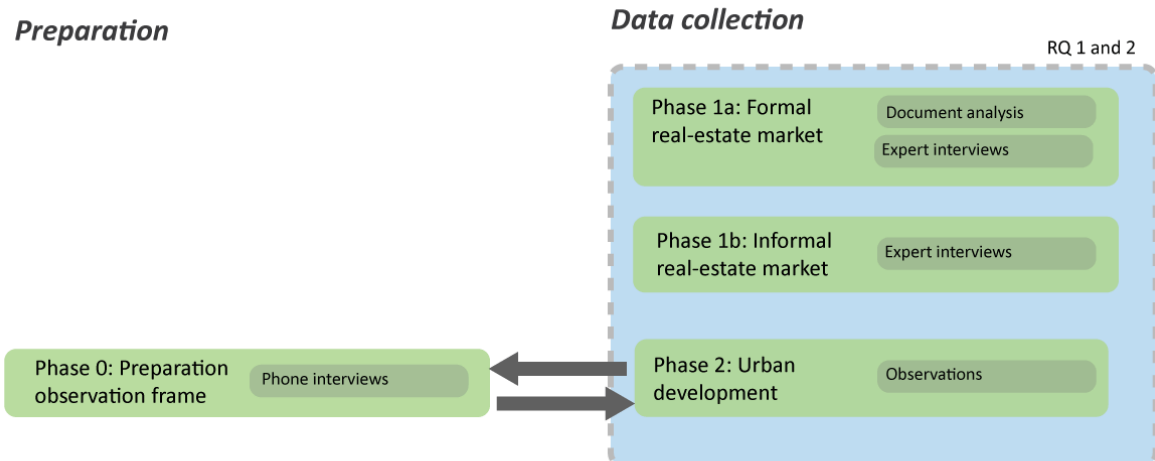 Preparation
Data collection
RQ 1 and 2
Phase 1a: Formal
real-estate market
Document analysis
Expert interviews
Phase 1b: Informal
real-estate market
Expert interviews
Phase 0: Preparation
observation frame
Phone interviews
Phase 2: Urban
development
Observations